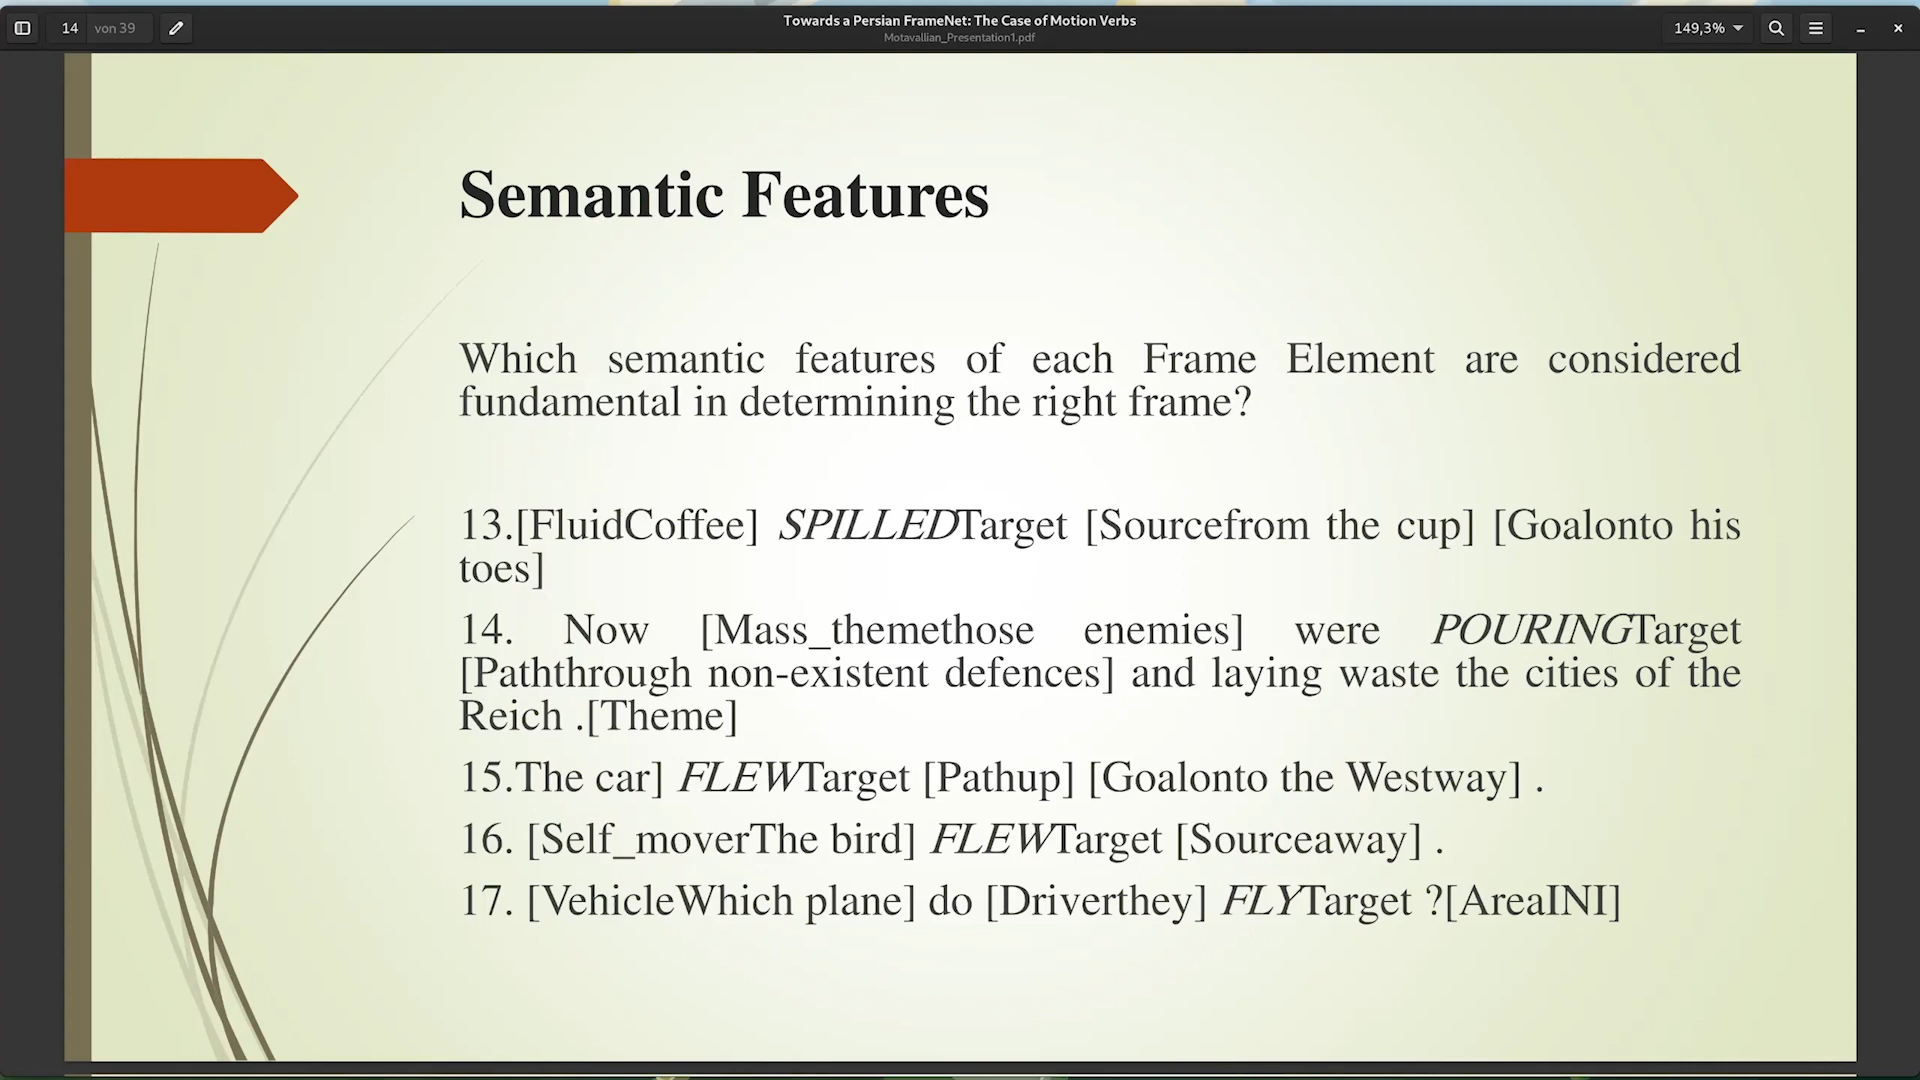 14 von 39
Towards a Persian FrameNet: The Case of Motion Verbs
Motavallian_Presentation1.pdf
149,3%
Semantic Features
Which semantic features of each Frame Element are considered
fundamental in determining the right frame?
13.[FluidCoffee] SPILLEDTarget [Sourcefrom the cup] [Goalonto his
toes]
14. Now [Mass_themethose enemies] were POURINGTarget
[Paththrough non-existent defences] and laying waste the cities of the
Reich .[Theme]
15.The car] FLEWTarget [Pathup] [Goalonto the Westway] .
16. [Self_moverThe bird] FLEWTarget [Sourceaway] .
17. [VehicleWhich plane] do [Driverthey] FLYTarget ?[AreaINI]